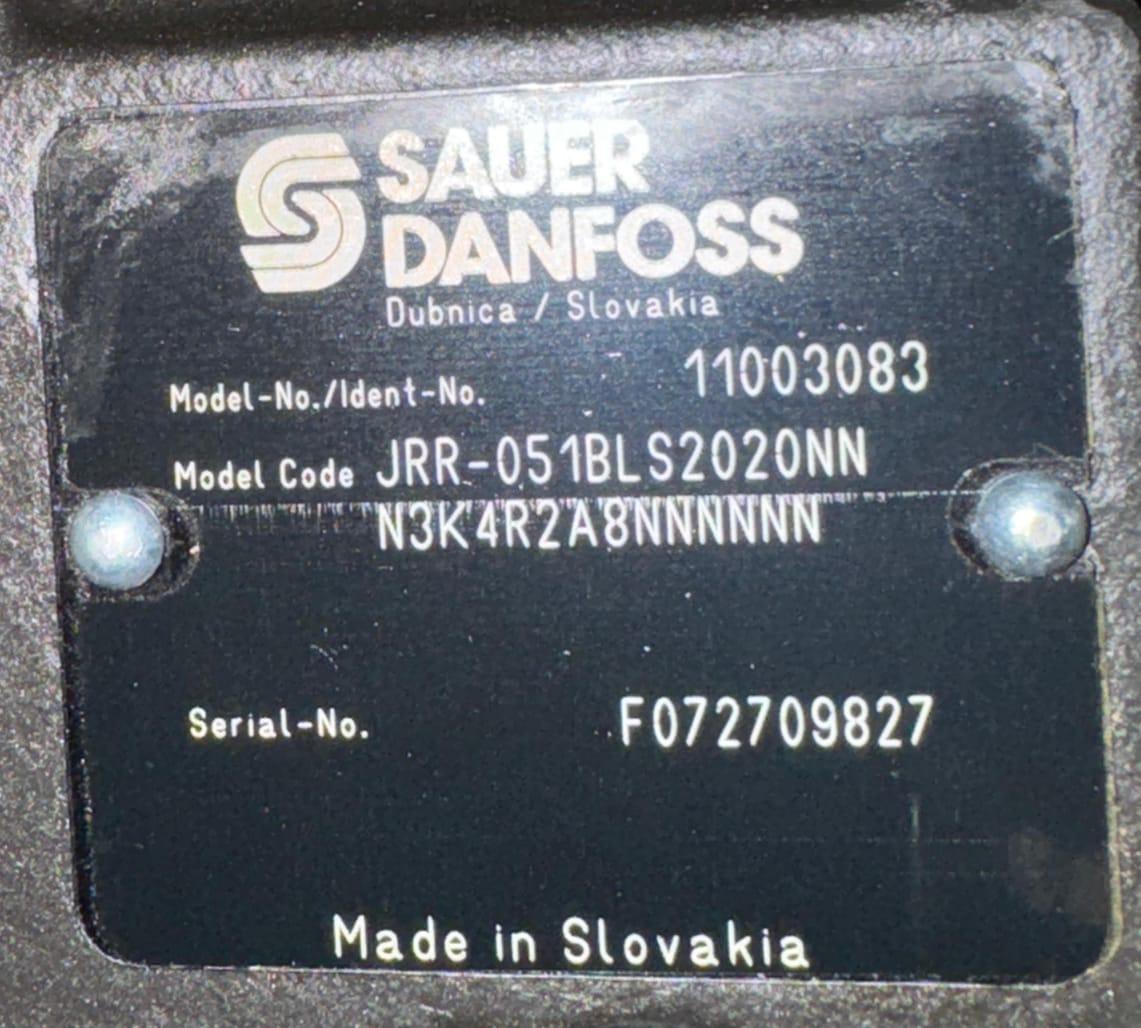 SAUER
DANFOSS
Dubnica / Slovakia
Model-No./Ident-No. 11003083
Model Code JRR-051BLS2020NN
N3K4R2A8NNNNNN
Serial-No. F072709827
Made in Slovakia